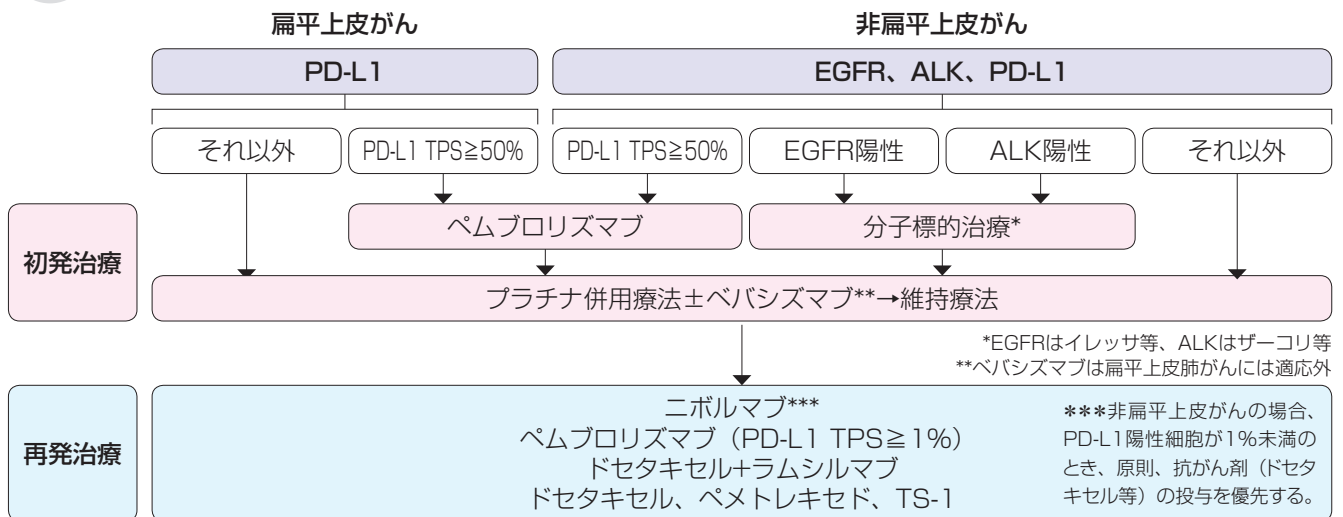 扁平上皮がん
非扁平上皮がん
PD-L1
EGFR、ALK、PD-L1
それ以外
PD-L1 TPS≧50%
PD-L1 TPS≧50%
EGFR陽性
ALK陽性
それ以外
初発治療
ペムブロリズマブ
分子標的治療*
プラチナ併用療法±ベバシズマブ**→維持療法
*EGFRはイレッサ等、ALKはザーコリ等
**ベバシズマブは扁平上皮肺がんには適応外
再発治療
ニボルマブ***
ペムブロリズマブ（PD-L1 TPS≧1%）
ドセタキセル+ラムシルマブ
ドセタキセル、ペメトレキセド、TS-1
***非扁平上皮がんの場合、
PD-L1陽性細胞が1%未満の
とき、原則、抗がん剤（ドセタ
キセル等）の投与を優先する。